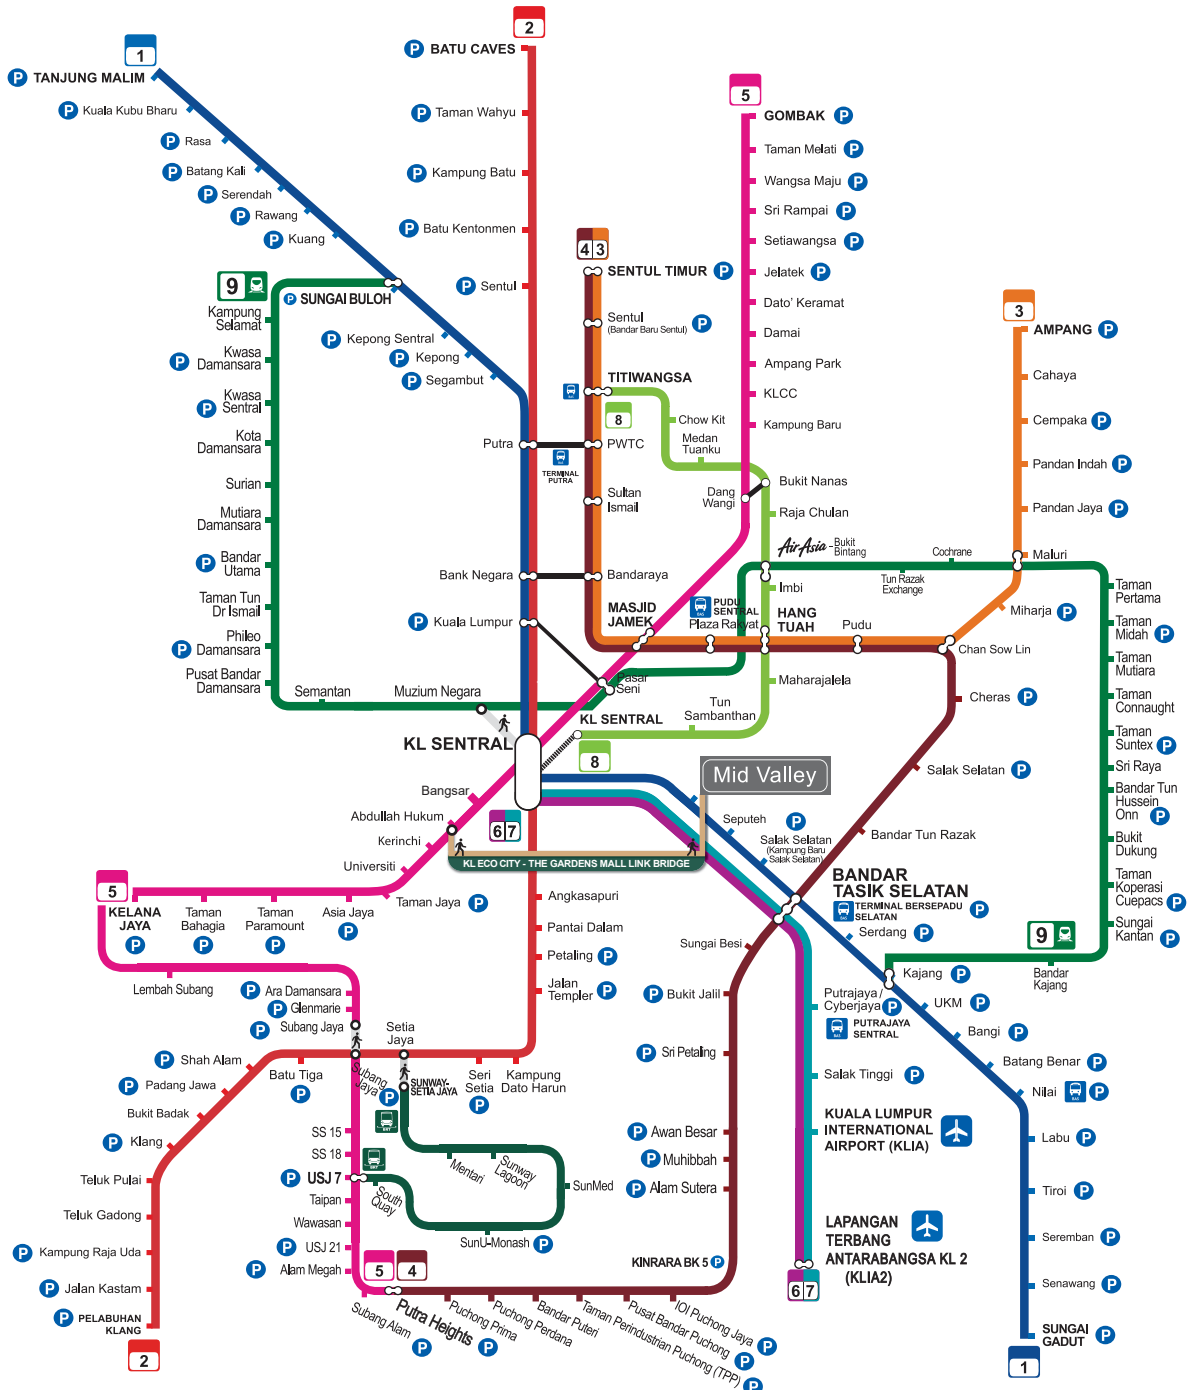 2
1
P BATU CAVES
P TANJUNG MALIM
5
P Kuala Kubu Bharu
P Taman Wahyu
GOMBAK P
P Rasa
Taman Melati P
P Batang Kali
P Kampung Batu
Wangsa Maju P
P Serendah
Sri Rampai P
P Rawang
P Batu Kentonmen
P Kuang
Setiawangsa P
4 3
9
SENTUL TIMUR P
Jelatek P
P SUNGAI BULOH
P Sentul
Dato' Keramat
3
Kampung
Selamat
Sentul P
(Bandar Baru Sentul)
Damai
AMPANG P
P Kepong Sentral
P Kwasa
Damansara
P Kepong
Ampang Park
P Segambut
TITIWANGSA
BAS
Cahaya
KLCC
P Kwasa
Sentral
8
Chow Kit
Kampung Baru
Cempaka P
Kota
Damansara
Putra
PWTC
Medan
Tuanku
BAS
TERMINAL
PUTRA
Pandan Indah P
Surian
Sultan
Ismail
Dang
Wangi
Bukit Nanas
Pandan Jaya P
Mutiara
Damansara
Raja Chulan
AirAsia - Bukit
Bintang
Cochrane
Maluri
P Bandar
Utama
Bank Negara
Bandaraya
Imbi
Tun Razak
Exchange
Taman
Pertama
Taman Tun
Dr Ismail
P Kuala Lumpur
MASJID
JAMEK
BAS
PUDU
SENTRAL
Plaza Rakyat
HANG
TUAH
Pudu
Miharja P
Taman
Midah P
P Phileo
Damansara
Chan Sow Lin
Taman
Mutiara
Pusat Bandar
Damansara
Pasar
Seni
Maharajalela
Semantan
Muzium Negara
Cheras P
Taman
Connaught
Tun
Sambanthan
KL SENTRAL
KL SENTRAL
8
Taman
Suntex P
Salak Selatan P
Sri Raya
Mid Valley
Bangsar
Bandar Tun
Hussein
Onn P
Abdullah Hukum
6 7
Seputeh
P
Salak Selatan
(Kampung Baru
Salak Selatan)
Bandar Tun Razak
Kerinchi
Bukit
Dukung
KL ECO CITY - THE GARDENS MALL LINK BRIDGE
Universiti
BANDAR
TASIK SELATAN
Taman
Koperasi
Cuepacs P
5
Angkasapuri
Taman Jaya P
BAS
TERMINAL BERSEPADU
SELATAN
P
KELANA
JAYA
P
Taman
Bahagia
P
Taman
Paramount
P
Asia Jaya
P
Pantai Dalam
Serdang P
Sungai
Kantan P
9
Sungai Besi
Petaling P
Kajang P
Bandar
Kajang
Lembah Subang
P Ara Damansara
Jalan
Templer P
P Bukit Jalil
Putrajaya /
Cyberjaya P
UKM P
P Glenmarie
P
Subang Jaya
Setia
Jaya
BAS
PUTRAJAYA
SENTRAL
Bangi P
P Shah Alam
P Sri Petaling
Batang Benar P
Batu Tiga
P
Subang
Jaya
P
SUNWAY-
SETIA JAYA
Seri
Setia
P
Kampung
Dato Harun
P Padang Jawa
Salak Tinggi P
Nilai BAS P
Bukit Badak
BRT
KUALA LUMPUR
INTERNATIONAL
AIRPORT (KLIA)
P Klang
SS 15
P Awan Besar
Labu P
SS 18
BRT
Mentari
Sunway
Lagoon
P Muhibbah
Teluk Pulai
P USJ 7
South
Quay
SunMed
P Alam Sutera
Tiroi P
Taipan
Teluk Gadong
Wawasan
LAPANGAN
TERBANG
ANTARABANGSA KL 2
(KLIA2)
SunU-Monash P
Seremban P
P Kampung Raja Uda
P USJ 21
P Alam Megah
5
4
KINRARA BK 5 P
6 7
Senawang P
P Jalan Kastam
P PELABUHAN
KLANG
Subang Alam
P
Putra Heights
P
Puchong Prima
Puchong Perdana
Bandar Puteri
Taman Perindustrian Puchong (TPP)
P
Pusat Bandar Puchong
P
IOI Puchong Jaya
P
SUNGAI
GADUT P
2
1